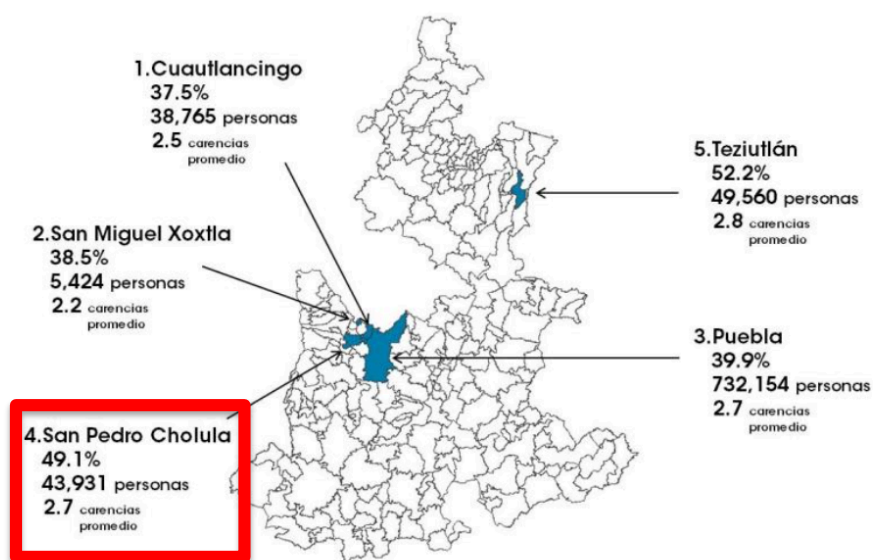 1.Cuautlancingo
37.5%
38,765 personas
2.5 carencias
promedio
2.San Miguel Xoxtla
38.5%
5,424 personas
2.2 carencias
promedio
5.Teziutlán
52.2%
49,560 personas
2.8 carencias
promedio
3.Puebla
39.9%
732,154 personas
2.7 carencias
promedio
4.San Pedro Cholula
49.1%
43,931 personas
2.7 carencias
promedio